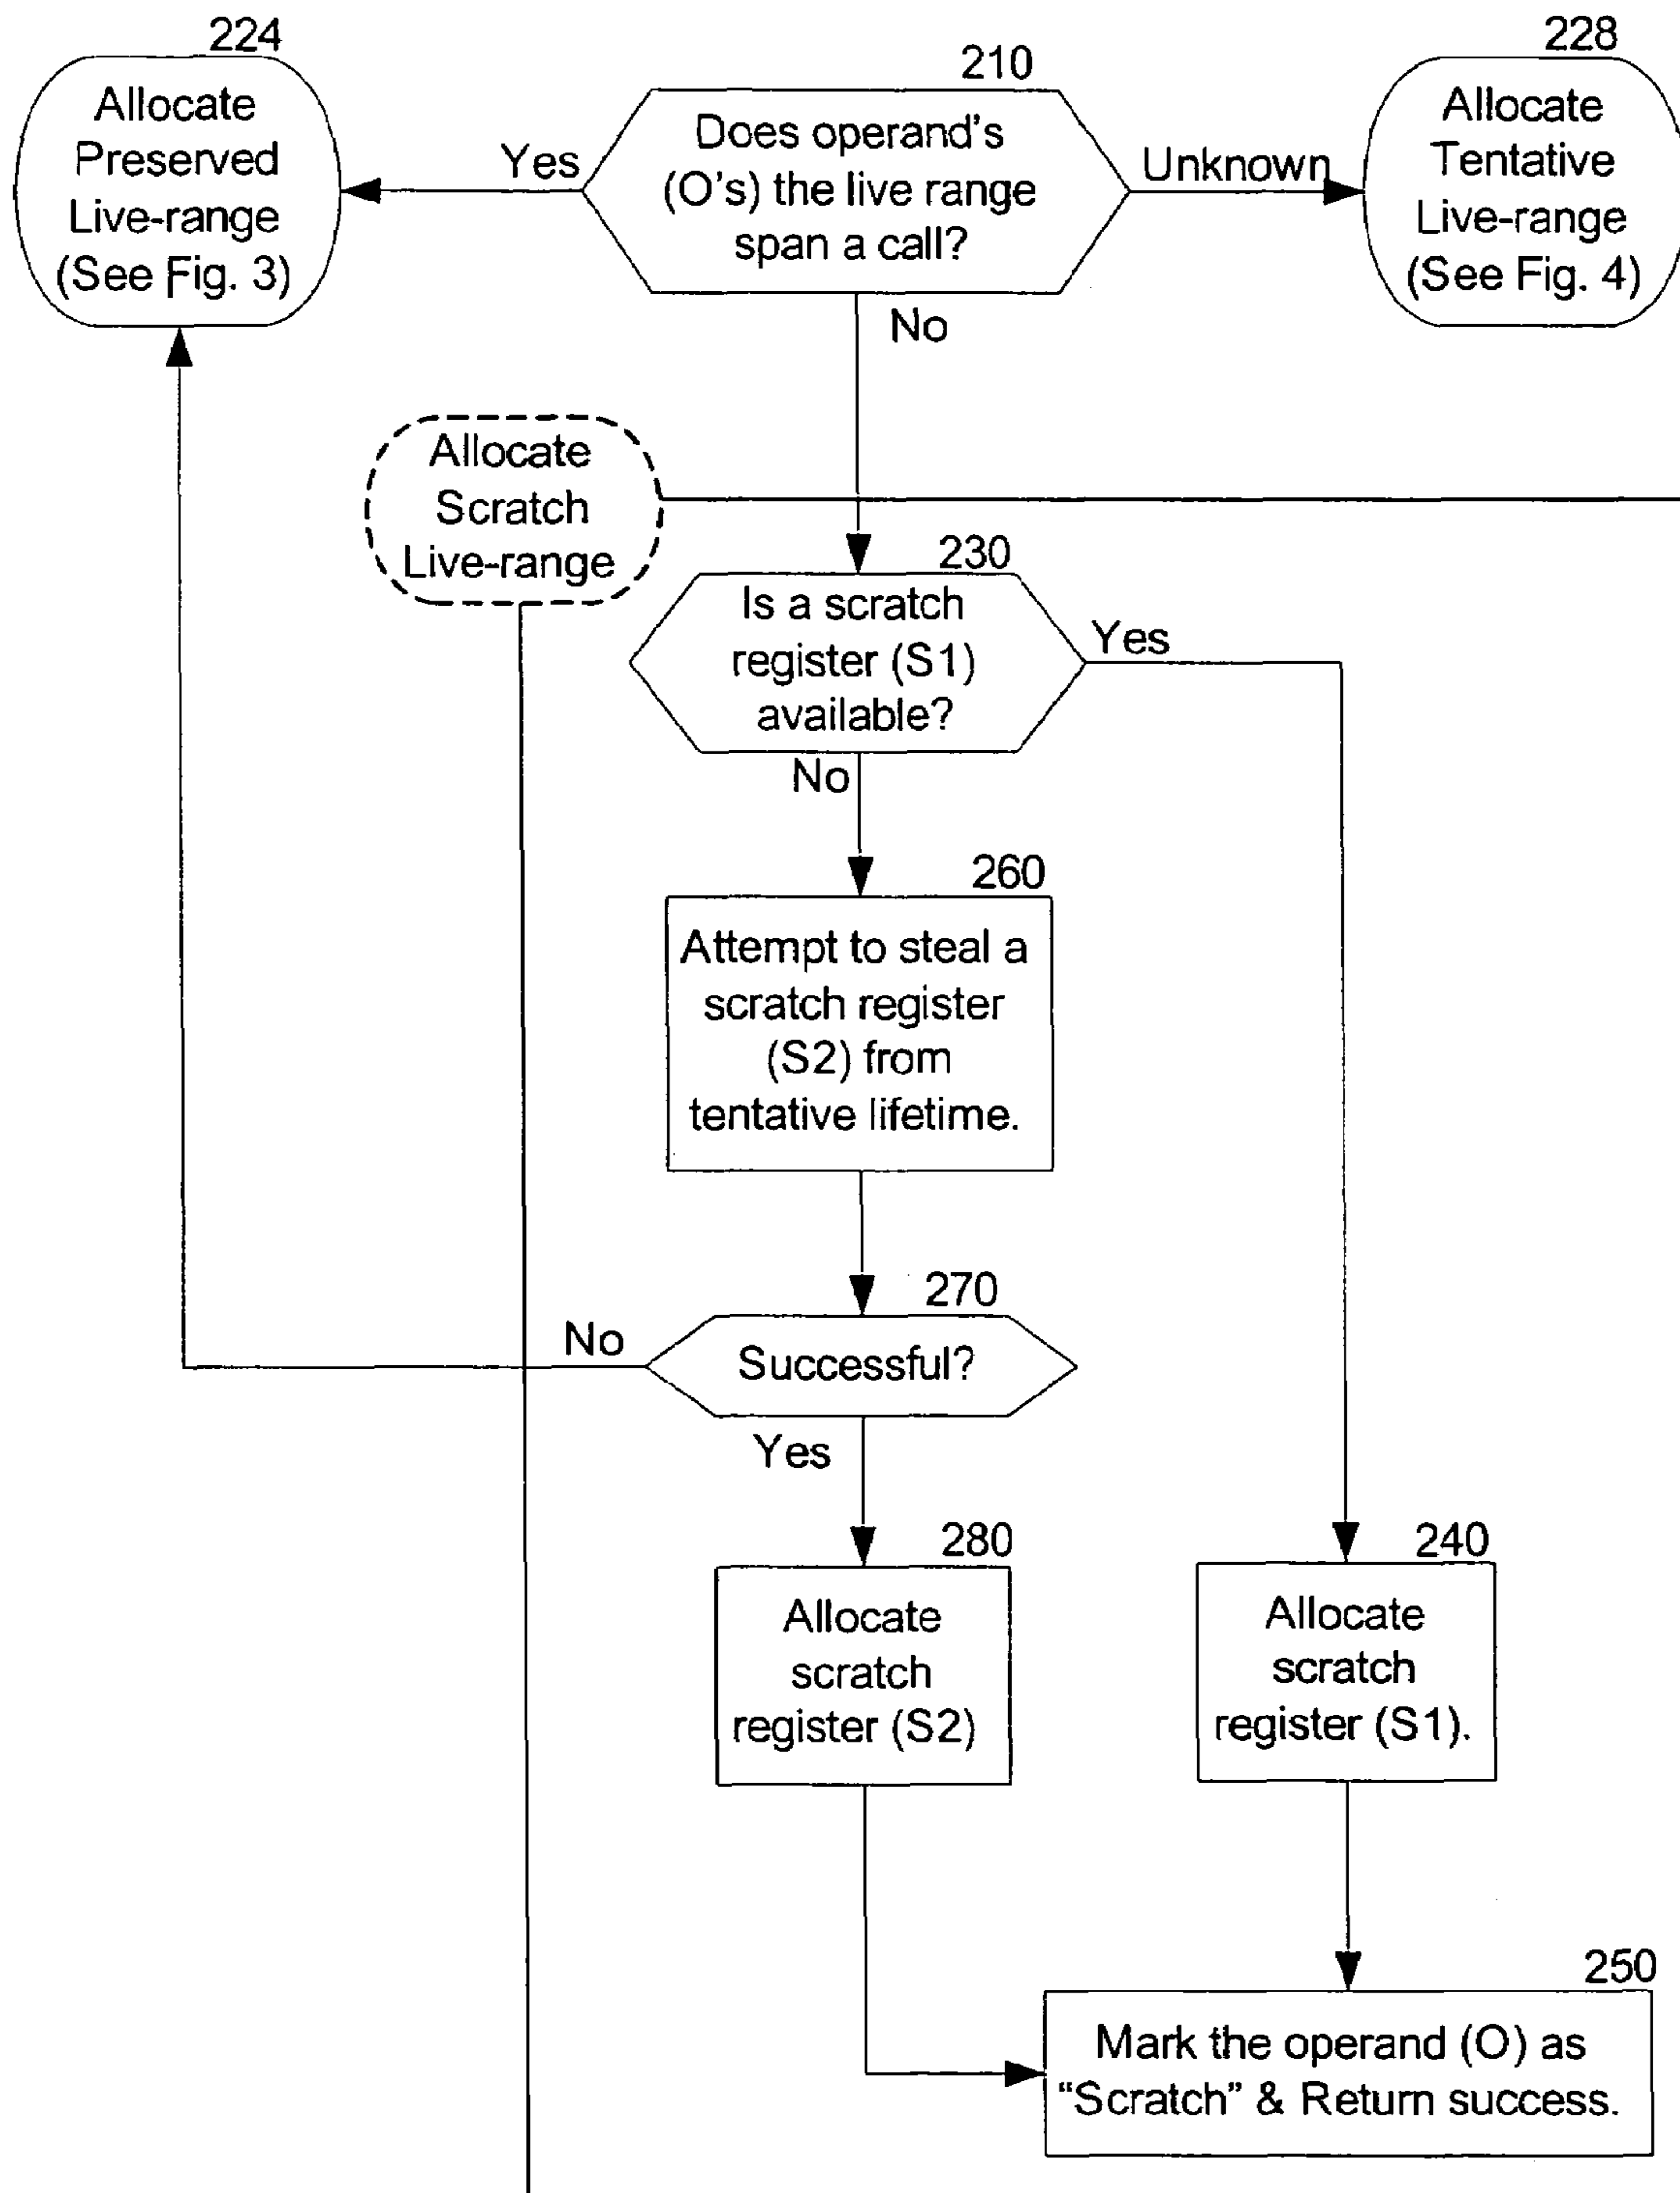 224
Allocate
Preserved
Live-range
(See Fig. 3)
210
Does operand's
(O's) the live range
span a call?
Yes
Unknown
No
228
Allocate
Tentative
Live-range
(See Fig. 4)
Allocate
Scratch
Live-range
230
Is a scratch
register (S1)
available?
Yes
No
260
Attempt to steal a
scratch register
(S2) from
tentative lifetime.
270
Successful?
No
Yes
280
Allocate
scratch
register (S2)
240
Allocate
scratch
register (S1).
250
Mark the operand (O) as
“Scratch” & Return success.